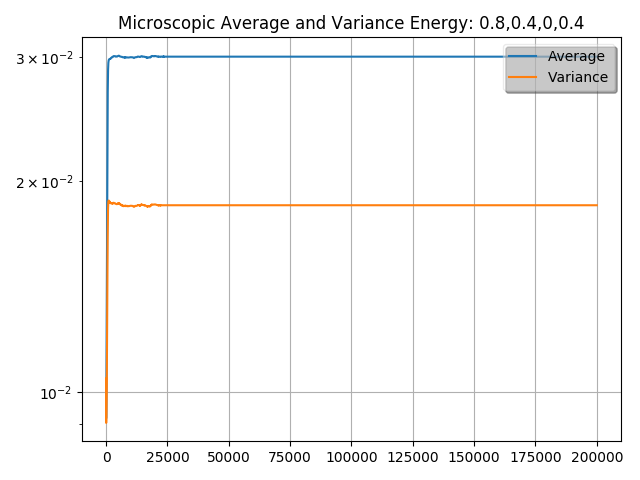 Microscopic Average and Variance Energy: 0.8,0.4,0,0.4
3 × 10⁻²
2 × 10⁻²
10⁻²
Average
Variance
0 25000 50000 75000 100000 125000 150000 175000 200000